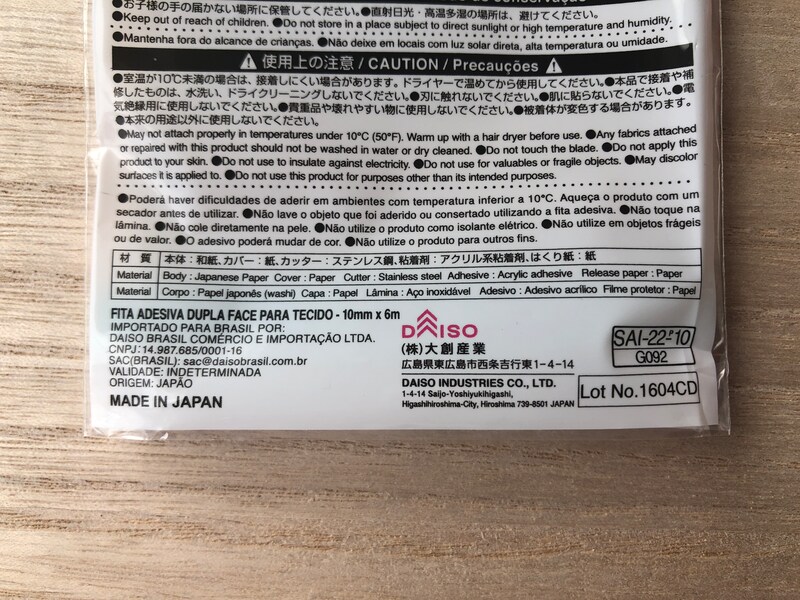 ●お子様の手の届かない場所に保管してください。●直射日光・高温多湿の場所は、避けてください。
●Keep out of reach of children. ●Do not store in a place subject to direct sunlight or high temperature and humidity.
●Mantenha fora do alcance de crianças. ●Não deixe em locais com luz solar direta, alta temperatura ou umidade.
使用上の注意 / CAUTION / Precauções
●室温が10℃未満の場合は、接着しにくい場合があります。ドライヤーで温めてから使用してください。●本品で接着や補
修したものは、水洗い、ドライクリーニングしないでください。●刃に触れないでください。●肌に貼らないでください。●電
気絶縁用に使用しないでください。●貴重品や壊れやすい物に使用しないでください。●被着体が変色する場合があります。
●本来の用途以外に使用しないでください。
●May not attach properly in temperatures under 10°C (50°F). Warm up with a hair dryer before use. ●Any fabrics attached
or repaired with this product should not be washed in water or dry cleaned. ●Do not touch the blade. ●Do not apply this
product to your skin. ●Do not use to insulate against electricity. ●Do not use for valuables or fragile objects. ●May discolor
surfaces it is applied to. ●Do not use this product for purposes other than its intended purposes.
●Poderá haver dificuldades de aderir em ambientes com temperatura inferior a 10°C. Aqueça o produto com um
secador antes de utilizar. ●Não lave o objeto que foi aderido ou consertado utilizando a fita adesiva. ●Não toque na
lâmina. ●Não cole diretamente na pele. ●Não utilize o produto como isolante elétrico. ●Não utilize em objetos frágeis
ou de valor. ●O adesivo poderá mudar de cor. ●Não utilize o produto para outros fins.
材 質 本体：和紙、カバー：紙、カッター：ステンレス鋼、粘着剤：アクリル系粘着剤、はくり紙：紙
Material Body : Japanese Paper Cover : Paper Cutter : Stainless steel Adhesive : Acrylic adhesive Release paper : Paper
Material Corpo : Papel japonês (washi) Capa : Papel Lâmina : Aço inoxidável Adesivo : Adesivo acrílico Filme protetor : Papel
FITA ADESIVA DUPLA FACE PARA TECIDO - 10mm x 6m
IMPORTADO PARA BRASIL POR:
DAISO BRASIL COMÉRCIO E IMPORTAÇÃO LTDA.
CNPJ: 14.987.685/0001-16
SAC(BRASIL): sac@daisobrasil.com.br
VALIDADE: INDETERMINADA
ORIGEM: JAPÃO
MADE IN JAPAN
DAISO
(株)大創産業
広島県東広島市西条吉行東1-4-14
DAISO INDUSTRIES CO., LTD.
1-4-14 Saijo-Yoshiyukihigashi,
Higashihiroshima-City, Hiroshima 739-8501 JAPAN
SAI-22-10
G092
Lot No.1604CD